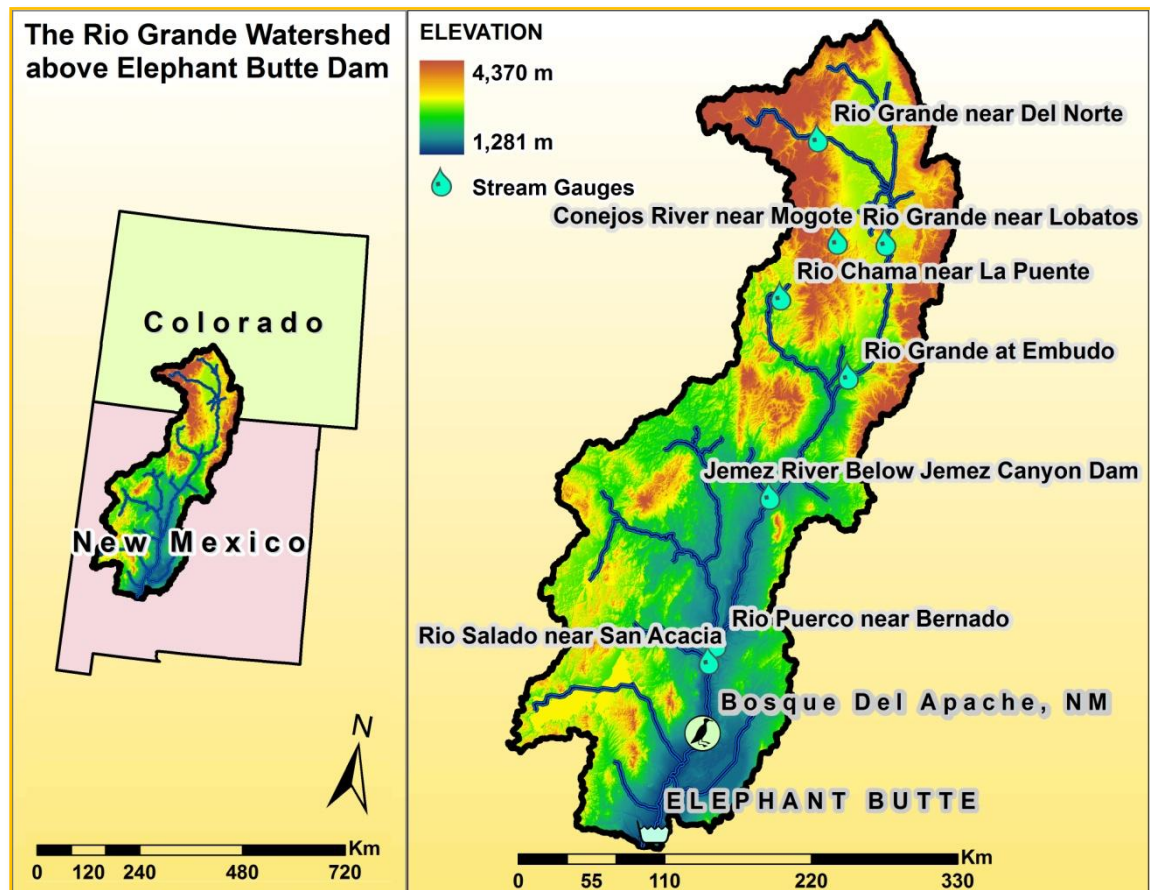 The Rio Grande Watershed
above Elephant Butte Dam
Colorado
New Mexico
N
Km
0 120 240 480 720
ELEVATION
4,370 m
1,281 m
Stream Gauges
Rio Grande near Del Norte
Conejos River near Mogote
Rio Grande near Lobatos
Rio Chama near La Puente
Rio Grande at Embudo
Jemez River Below Jemez Canyon Dam
Rio Puerco near Bernado
Rio Salado near San Acacia
Bosque Del Apache, NM
ELEPHANT BUTTE
Km
0 55 110 220 330